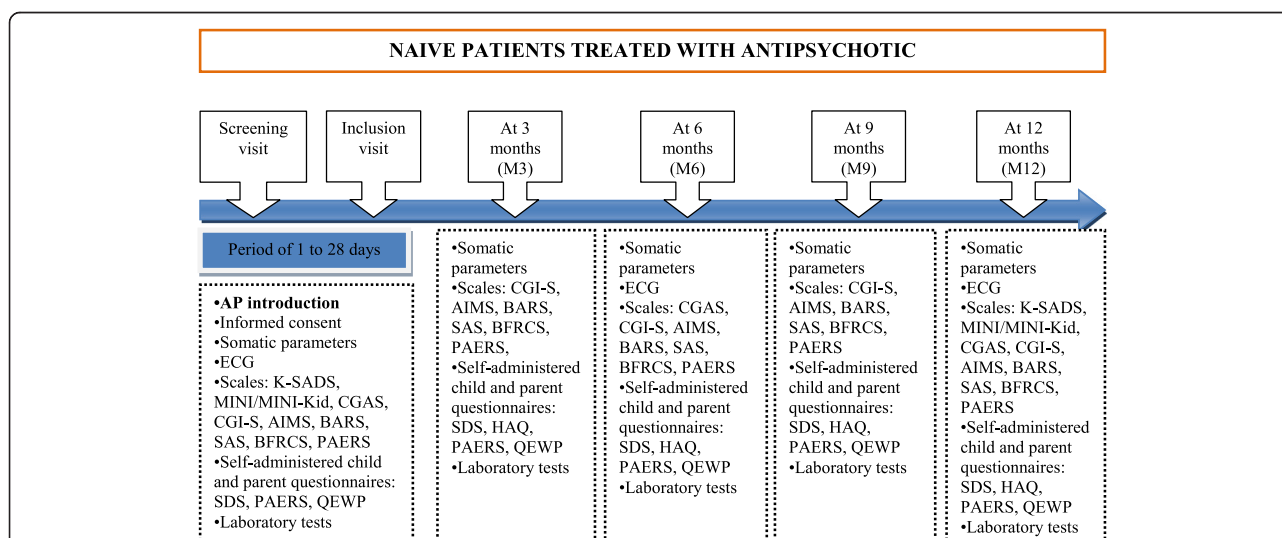 NAIVE PATIENTS TREATED WITH ANTIPSYCHOTIC
Screening
visit
Inclusion
visit
At 3
months
(M3)
At 6
months
(M6)
At 9
months
(M9)
At 12
months
(M12)
Period of 1 to 28 days
•AP introduction
•Informed consent
•Somatic parameters
•ECG
•Scales: K-SADS,
MINI/MINI-Kid, CGAS,
CGI-S, AIMS, BARS,
SAS, BFRCS, PAERS
•Self-administered child
and parent questionnaires:
SDS, PAERS, QEWP
•Laboratory tests
•Somatic
parameters
•Scales: CGI-S,
AIMS, BARS,
SAS, BFRCS,
PAERS,
•Self-administered
child and parent
questionnaires:
SDS, HAQ,
PAERS, QEWP
•Laboratory tests
•Somatic
parameters
•ECG
•Scales: CGAS,
CGI-S, AIMS,
BARS, SAS,
BFRCS, PAERS
•Self-administered
child and parent
questionnaires:
SDS, HAQ,
PAERS, QEWP
•Laboratory tests
•Somatic
parameters
•Scales: CGI-S,
AIMS, BARS,
SAS, BFRCS,
PAERS
•Self-administered
child and parent
questionnaires:
SDS, HAQ,
PAERS, QEWP
•Laboratory tests
•Somatic
parameters
•ECG
•Scales: K-SADS,
MINI/MINI-Kid,
CGAS, CGI-S,
AIMS, BARS,
SAS, BFRCS,
PAERS
•Self-administered
child and parent
questionnaires:
SDS, HAQ,
PAERS, QEWP
•Laboratory tests